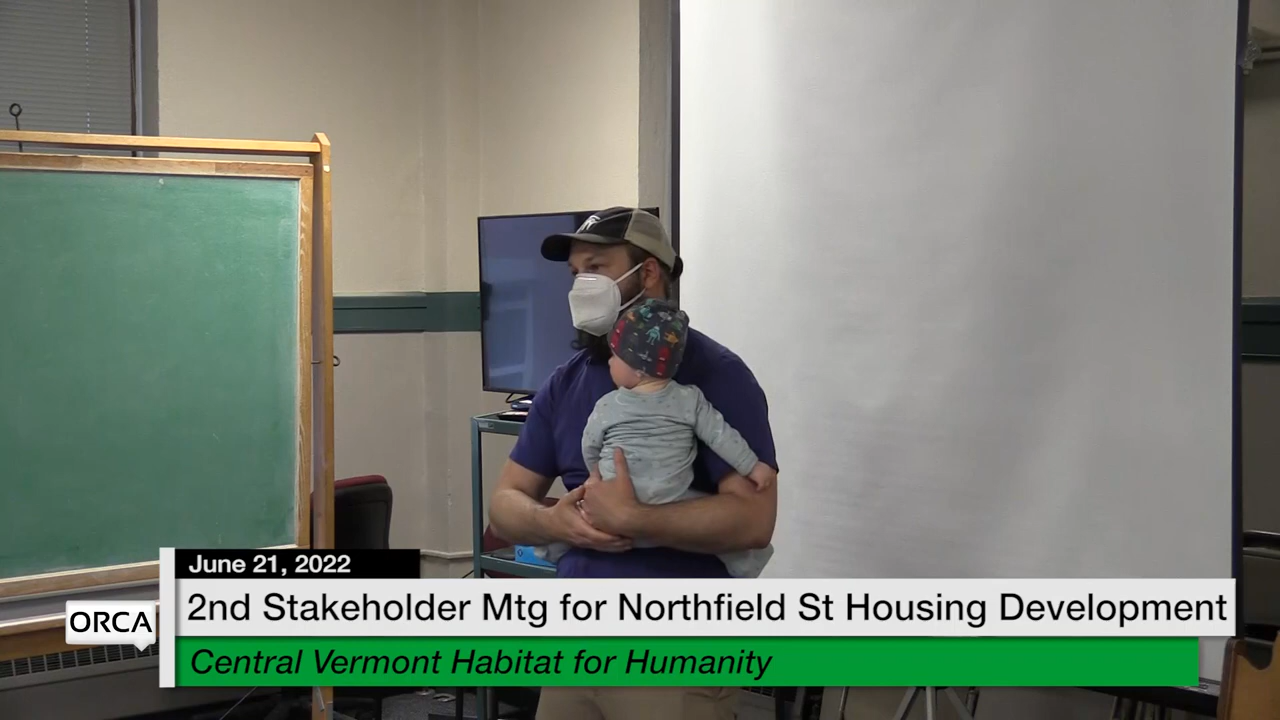 June 21, 2022
2nd Stakeholder Mtg for Northfield St Housing Development
ORCA
Central Vermont Habitat for Humanity